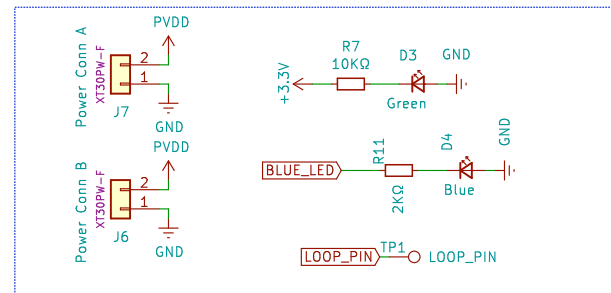 Power Conn A
XT30PW-F
PVDD
2
1
J7
GND
+3.3V
R7
10KΩ
D3
Green
GND
Power Conn B
XT30PW-F
PVDD
2
1
J6
GND
BLUE_LED
R11
2KΩ
D4
Blue
GND
LOOP_PIN
TP1
LOOP_PIN